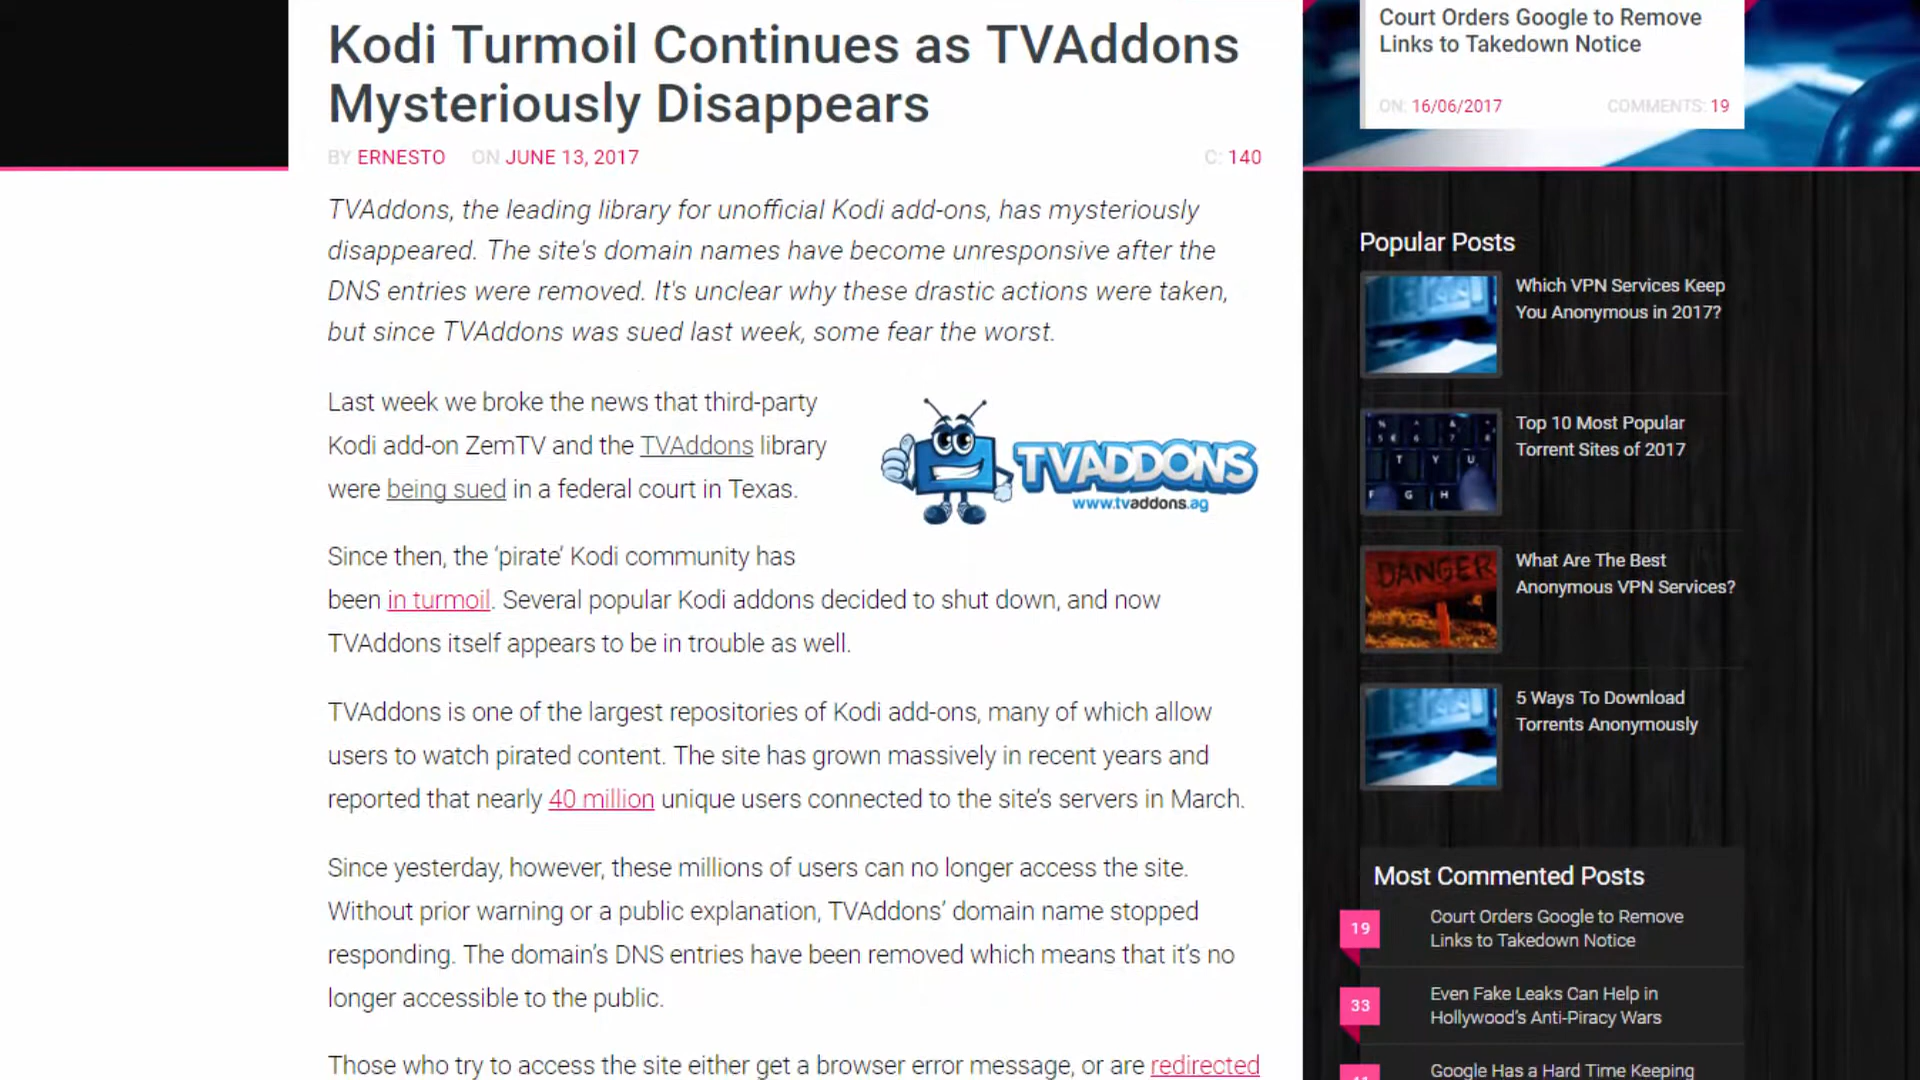 Kodi Turmoil Continues as TVAddons
Mysteriously Disappears
BY ERNESTO ON JUNE 13, 2017 C: 140
TVAddons, the leading library for unofficial Kodi add-ons, has mysteriously
disappeared. The site's domain names have become unresponsive after the
DNS entries were removed. It's unclear why these drastic actions were taken,
but since TVAddons was sued last week, some fear the worst.
Last week we broke the news that third-party
Kodi add-on ZemTV and the TVAddons library
were being sued in a federal court in Texas.
TVADDONS
www.tvaddons.ag
Since then, the ‘pirate’ Kodi community has
been in turmoil. Several popular Kodi addons decided to shut down, and now
TVAddons itself appears to be in trouble as well.
TVAddons is one of the largest repositories of Kodi add-ons, many of which allow
users to watch pirated content. The site has grown massively in recent years and
reported that nearly 40 million unique users connected to the site’s servers in March.
Since yesterday, however, these millions of users can no longer access the site.
Without prior warning or a public explanation, TVAddons’ domain name stopped
responding. The domain’s DNS entries have been removed which means that it’s no
longer accessible to the public.
Those who try to access the site either get a browser error message, or are redirected
Court Orders Google to Remove
Links to Takedown Notice
ON: 16/06/2017 COMMENTS: 19
Popular Posts
Which VPN Services Keep
You Anonymous in 2017?
Top 10 Most Popular
Torrent Sites of 2017
DANGER
What Are The Best
Anonymous VPN Services?
5 Ways To Download
Torrents Anonymously
Most Commented Posts
19
Court Orders Google to Remove
Links to Takedown Notice
33
Even Fake Leaks Can Help in
Hollywood’s Anti-Piracy Wars
Google Has a Hard Time Keeping